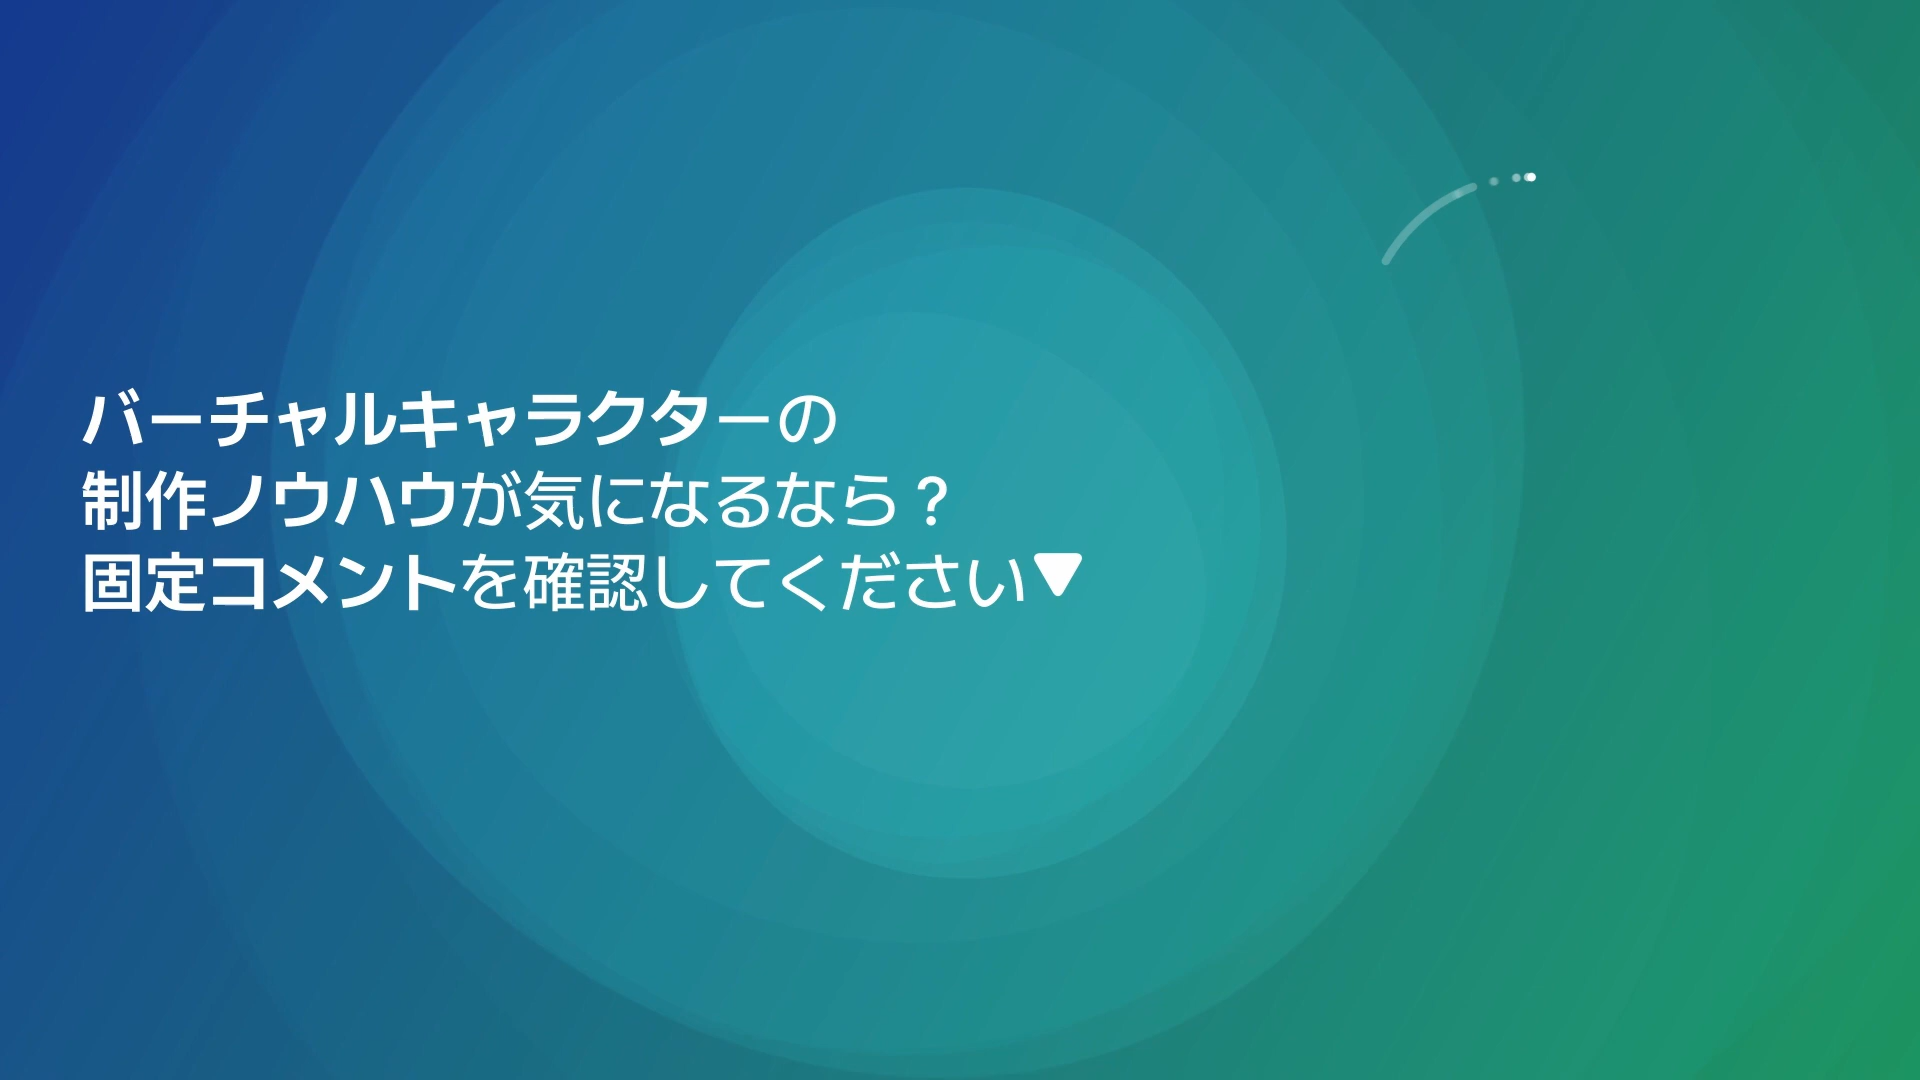 バーチャルキャラクターの
制作ノウハウが気になるなら？
固定コメントを確認してください▼